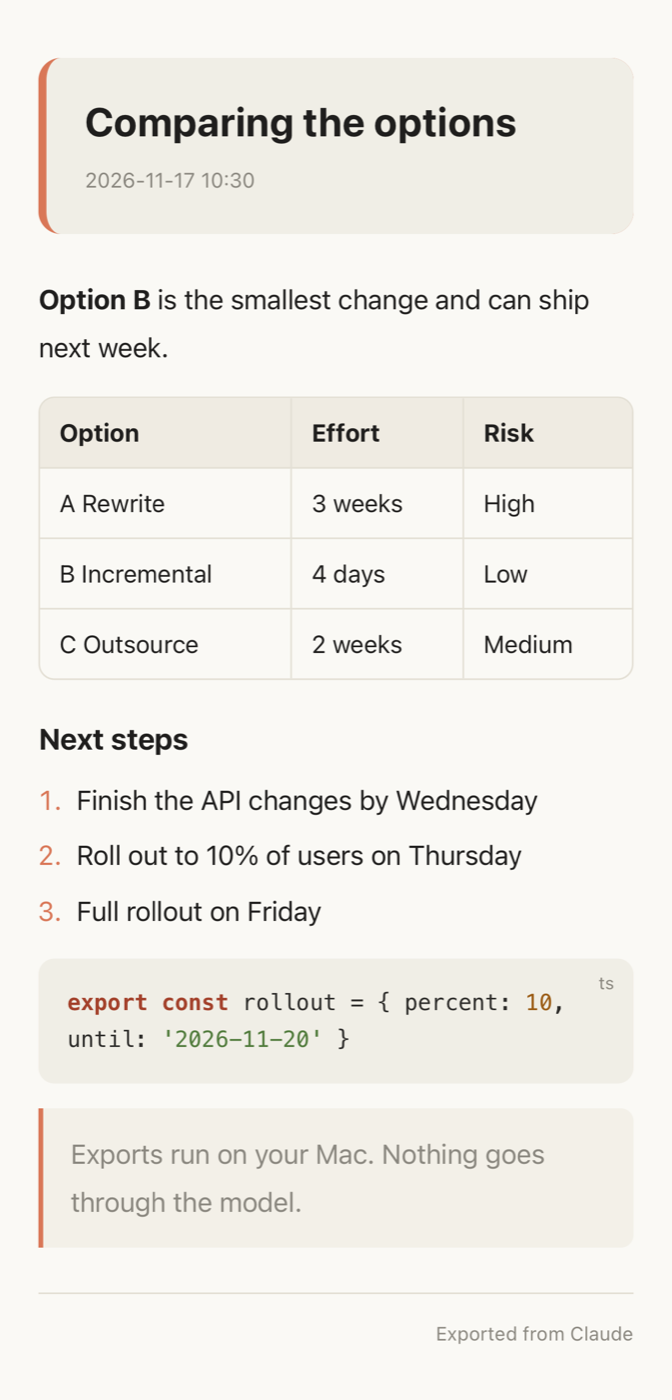 Comparing the options
2026-11-17 10:30
Option B is the smallest change and can ship
next week.
Option Effort Risk
A Rewrite 3 weeks High
B Incremental 4 days Low
C Outsource 2 weeks Medium
Next steps
1. Finish the API changes by Wednesday
2. Roll out to 10% of users on Thursday
3. Full rollout on Friday
ts
export const rollout = { percent: 10,
until: '2026-11-20' }
Exports run on your Mac. Nothing goes
through the model.
Exported from Claude